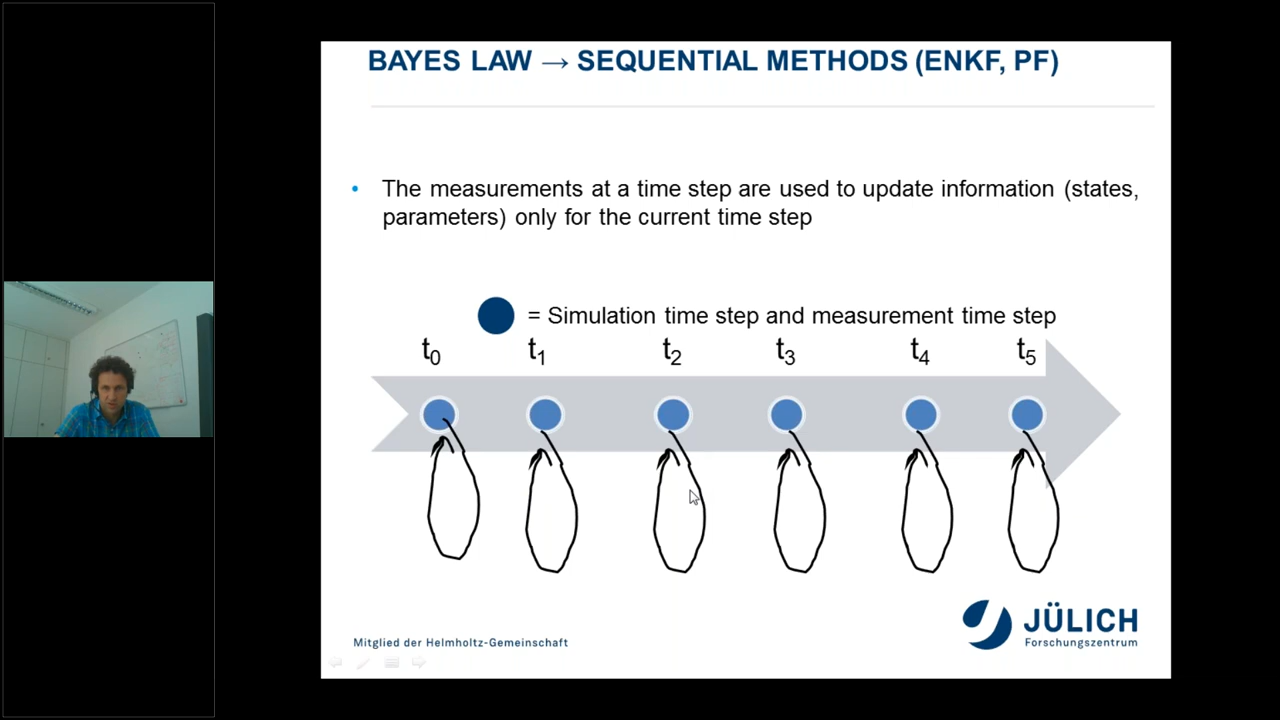 BAYES LAW → SEQUENTIAL METHODS (ENKF, PF)
• The measurements at a time step are used to update information (states,
parameters) only for the current time step
= Simulation time step and measurement time step
t0 t1 t2 t3 t4 t5
Mitglied der Helmholtz-Gemeinschaft
JÜLICH
Forschungszentrum